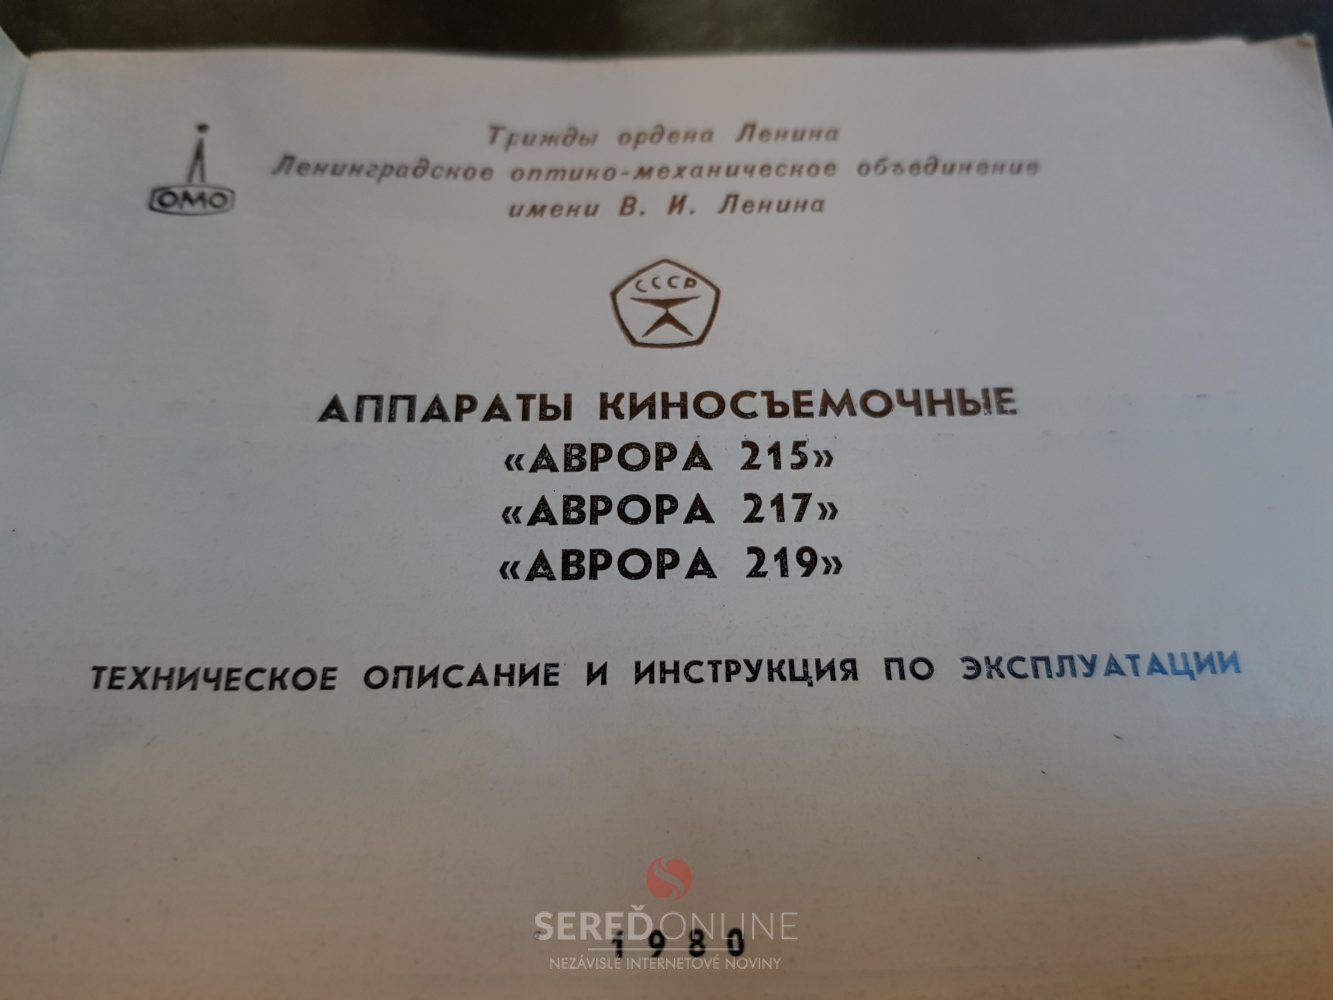 Трижды ордена Ленина
Ленинградское оптико-механическое объединение
имени В. И. Ленина
ОМО
СССР
АППАРАТЫ КИНОСЪЕМОЧНЫЕ
«АВРОРА 215»
«АВРОРА 217»
«АВРОРА 219»
ТЕХНИЧЕСКОЕ ОПИСАНИЕ И ИНСТРУКЦИЯ ПО ЭКСПЛУАТАЦИИ
1980
SEREĎONLINE
NEZÁVISLÉ INTERNETOVÉ NOVINY